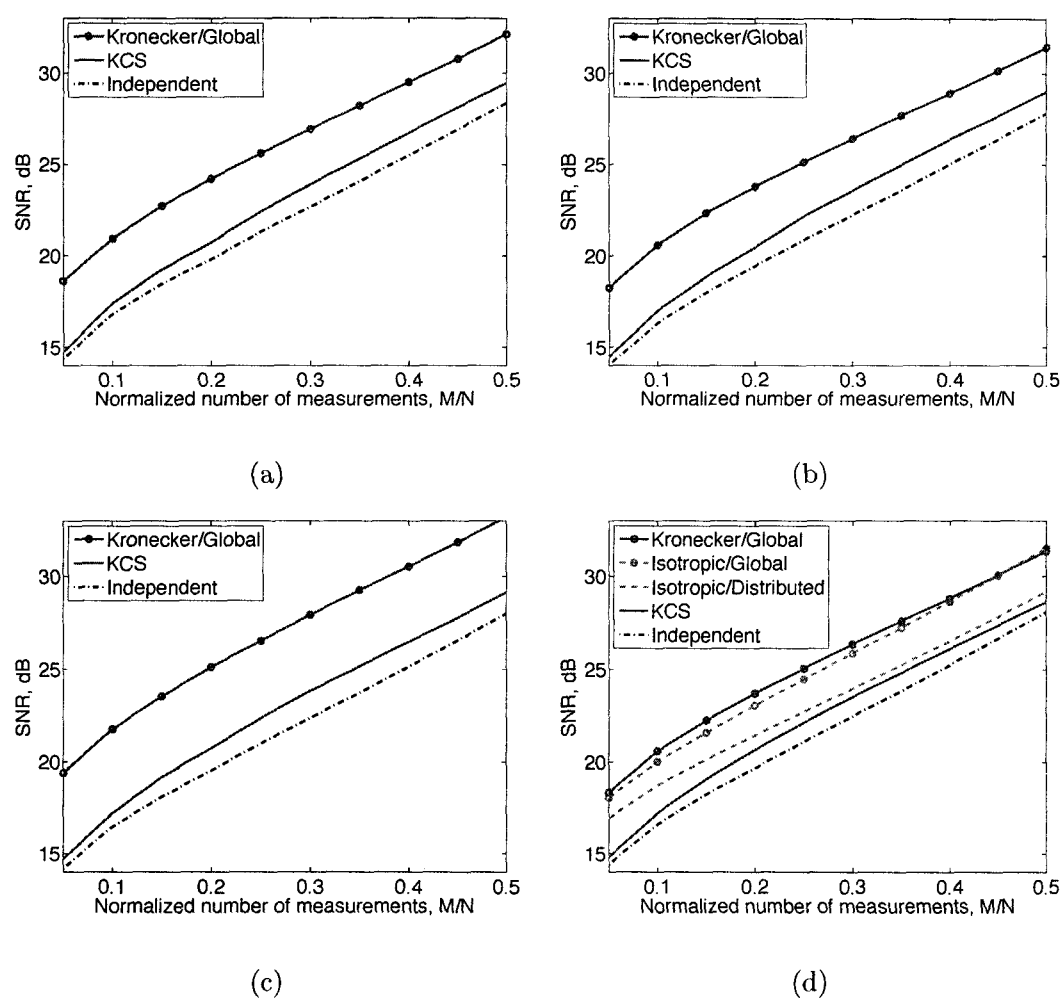 Kronecker/Global
KCS
Independent
SNR, dB
30
25
20
15
0.1 0.2 0.3 0.4 0.5
Normalized number of measurements, M/N
(a)
Kronecker/Global
KCS
Independent
SNR, dB
30
25
20
15
0.1 0.2 0.3 0.4 0.5
Normalized number of measurements, M/N
(b)
Kronecker/Global
KCS
Independent
SNR, dB
30
25
20
15
0.1 0.2 0.3 0.4 0.5
Normalized number of measurements, M/N
(c)
Kronecker/Global
Isotropic/Global
Isotropic/Distributed
KCS
Independent
SNR, dB
30
25
20
15
0.1 0.2 0.3 0.4 0.5
Normalized number of measurements, M/N
(d)